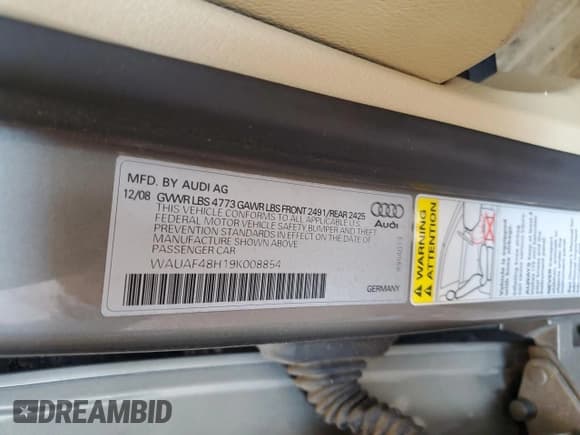 MFD. BY AUDI AG
12/08 GVWR LBS 4773 GAWR LBS FRONT 2491/REAR 2425
THIS VEHICLE CONFORMS TO ALL APPLICABLE U.S.
FEDERAL MOTOR VEHICLE SAFETY BUMPER AND THEFT
PREVENTION STANDARDS IN EFFECT ON THE DATE OF
MANUFACTURE SHOWN ABOVE
PASSENGER CAR
WAUAF48H19K008854
GERMANY
Audi
WARNING
ATTENTION
DREAMBID